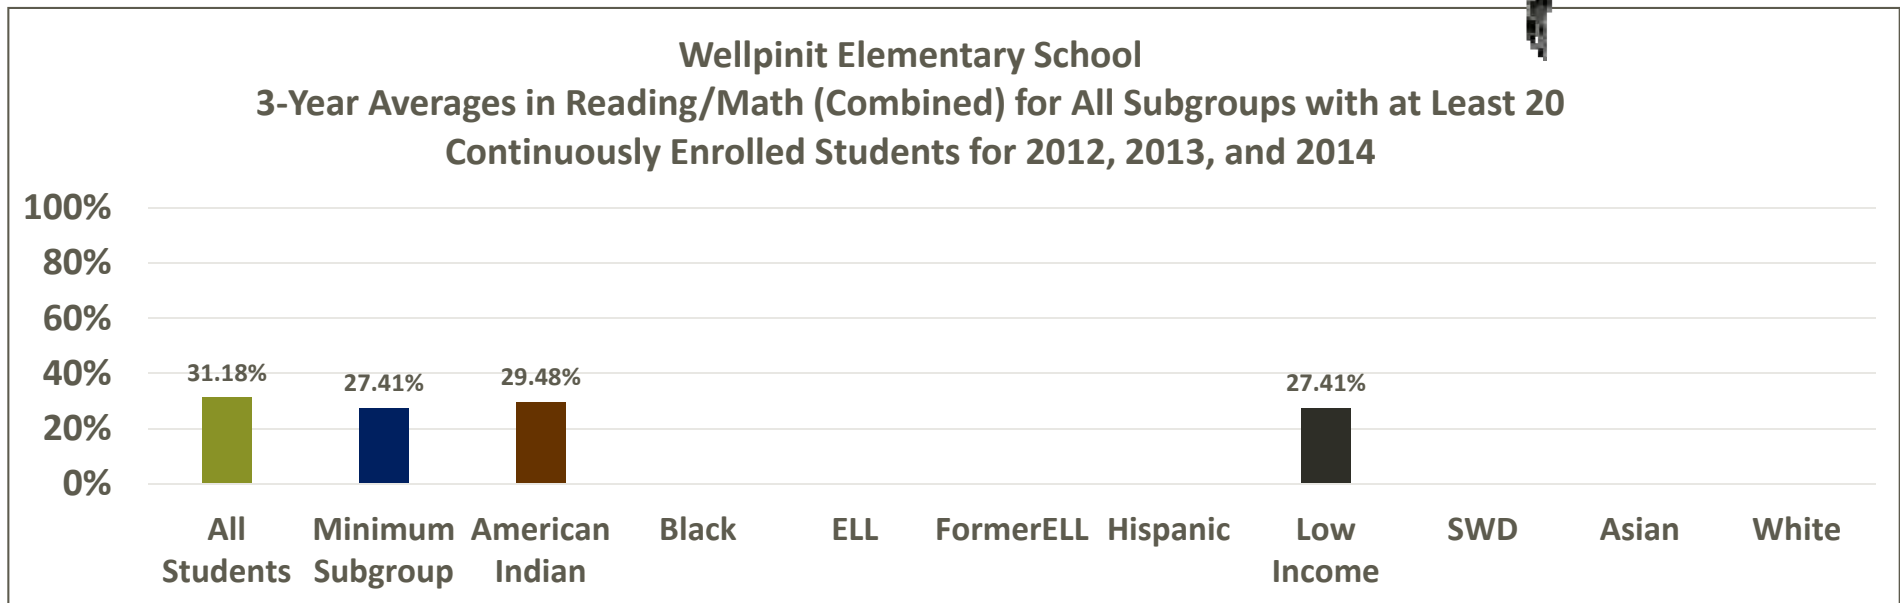 Wellpinit Elementary School
3-Year Averages in Reading/Math (Combined) for All Subgroups with at Least 20
Continuously Enrolled Students for 2012, 2013, and 2014
100%
80%
60%
40%
20%
0%
31.18%
27.41%
29.48%
27.41%
All Students
Minimum Subgroup
American Indian
Black
ELL
FormerELL
Hispanic
Low Income
SWD
Asian
White